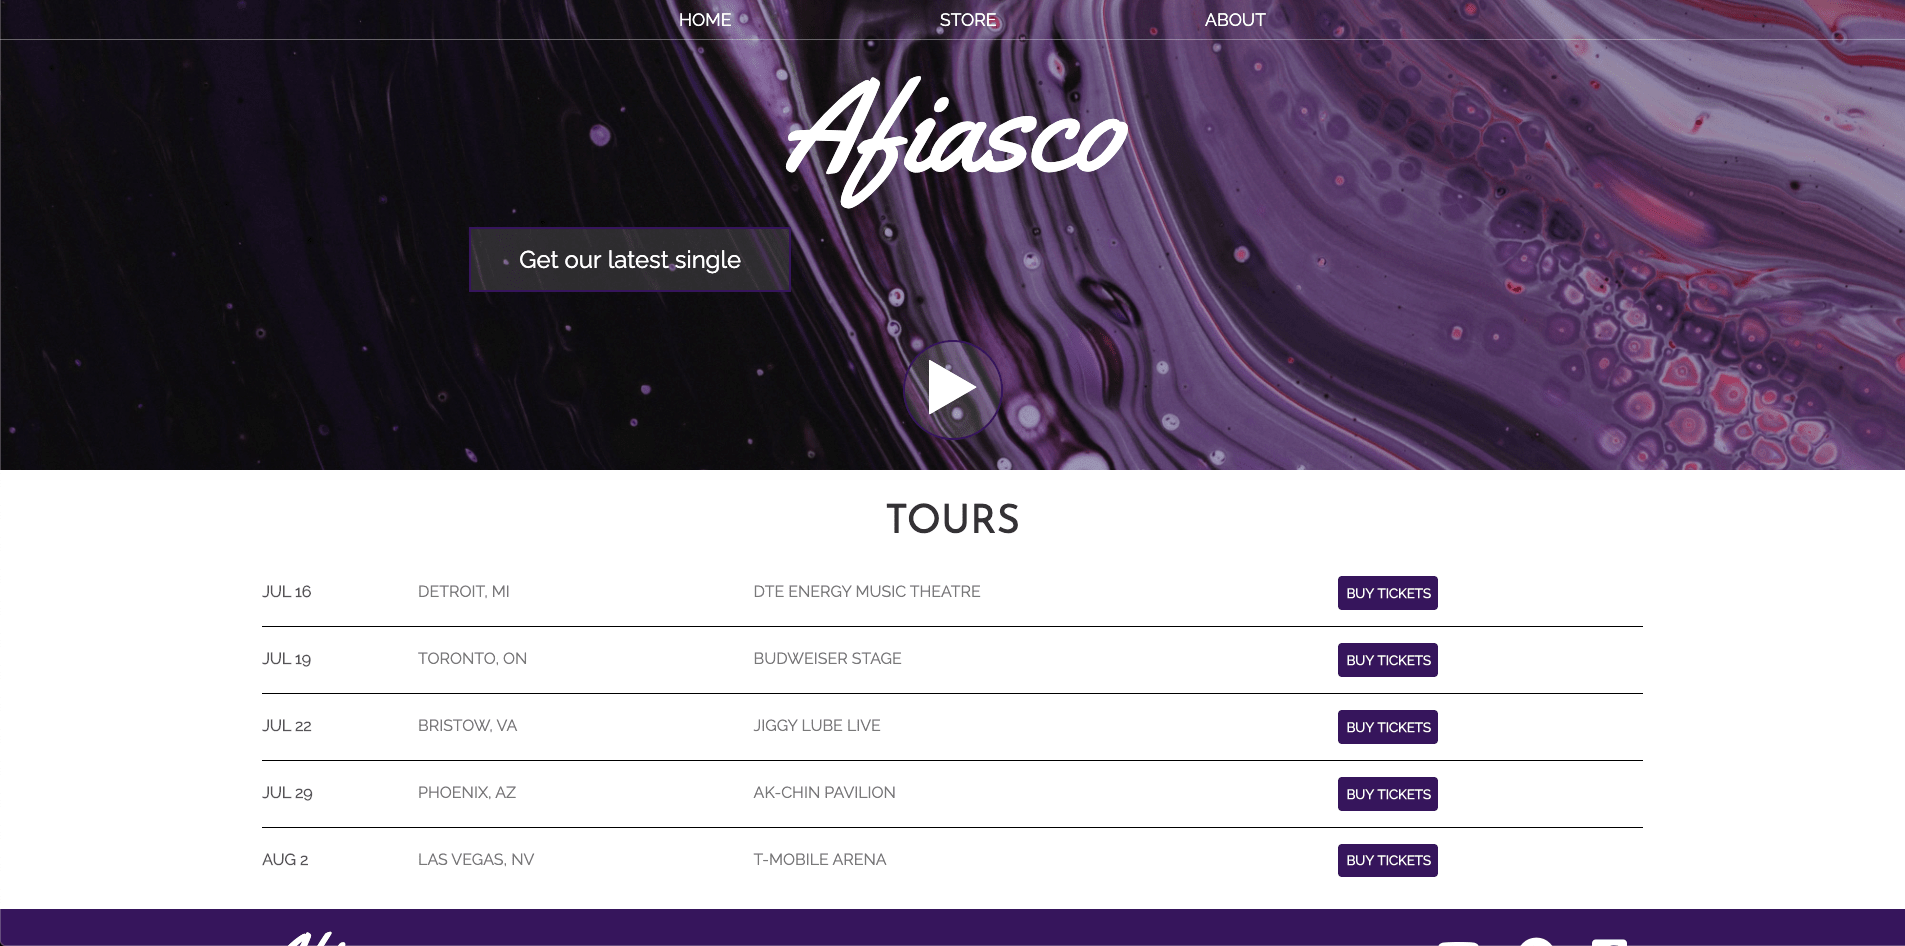 HOME STORE ABOUT
Afiasco
Get our latest single
TOURS
JUL 16 DETROIT, MI DTE ENERGY MUSIC THEATRE BUY TICKETS
JUL 19 TORONTO, ON BUDWEISER STAGE BUY TICKETS
JUL 22 BRISTOW, VA JIGGY LUBE LIVE BUY TICKETS
JUL 29 PHOENIX, AZ AK-CHIN PAVILION BUY TICKETS
AUG 2 LAS VEGAS, NV T-MOBILE ARENA BUY TICKETS